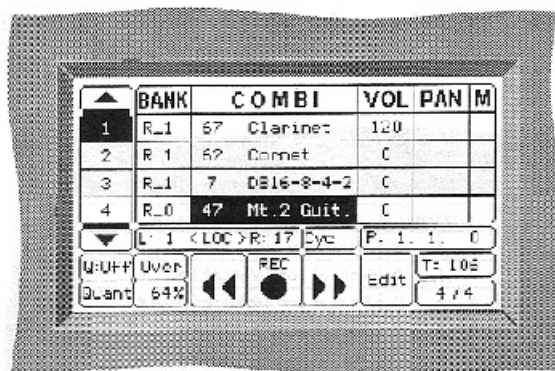 BANK COMBI VOL PAN M
1 R_1 67 Clarinet 120
2 R_1 62 Cornet 0
3 R_1 7 DB16-8-4-2 0
4 R_0 47 Mt.2 Guit. 0
L: 1 <LOC>R: 17 Cyc P. 1. 1. 0
Q:Off Over REC Edit T= 106
Quant 64% 4/4